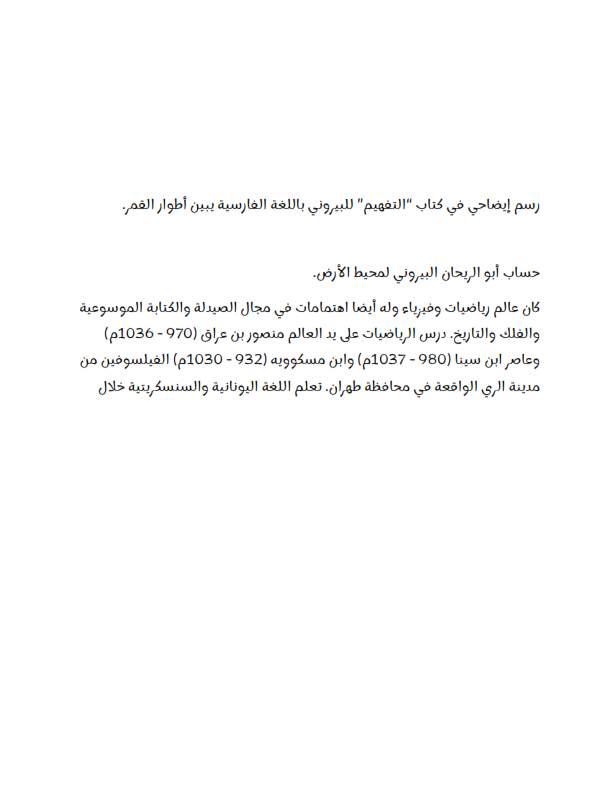 رسم إيضاحي في كتاب "التفهيم" للبيروني باللغة الفارسية يبين أطوار القمر.
حساب أبو الريحان البيروني لمحيط الأرض.
كان عالم رياضيات وفيزياء وله أيضا اهتمامات في مجال الصيدلة والكتابة الموسوعية
والفلك والتاريخ. درس الرياضيات على يد العالم منصور بن عراق (970 - 1036م)
وعاصر ابن سينا (980 - 1037م) وابن مسكوويه (932 - 1030م) الفيلسوفين من
مدينة الري الواقعة في محافظة طهران. تعلم اللغة اليونانية والسنسكريتية خلال